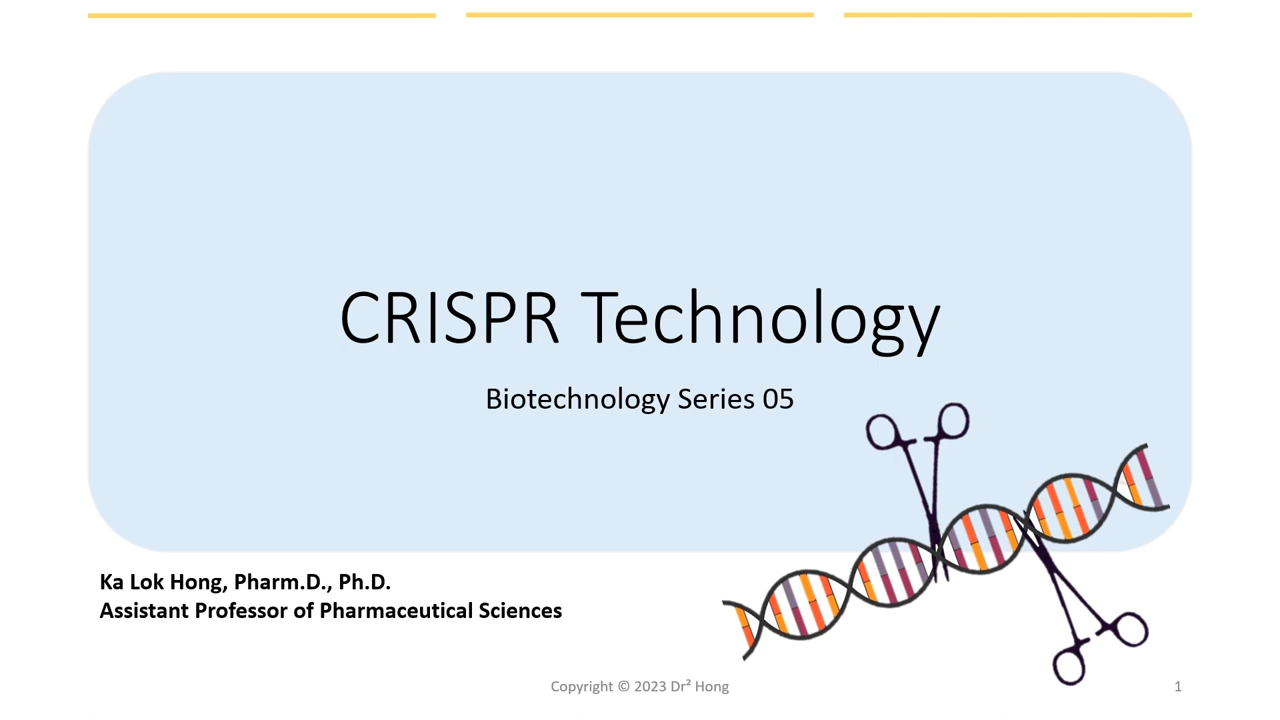 CRISPR Technology
Biotechnology Series 05
Ka Lok Hong, Pharm.D., Ph.D.
Assistant Professor of Pharmaceutical Sciences
Copyright © 2023 Dr² Hong
1